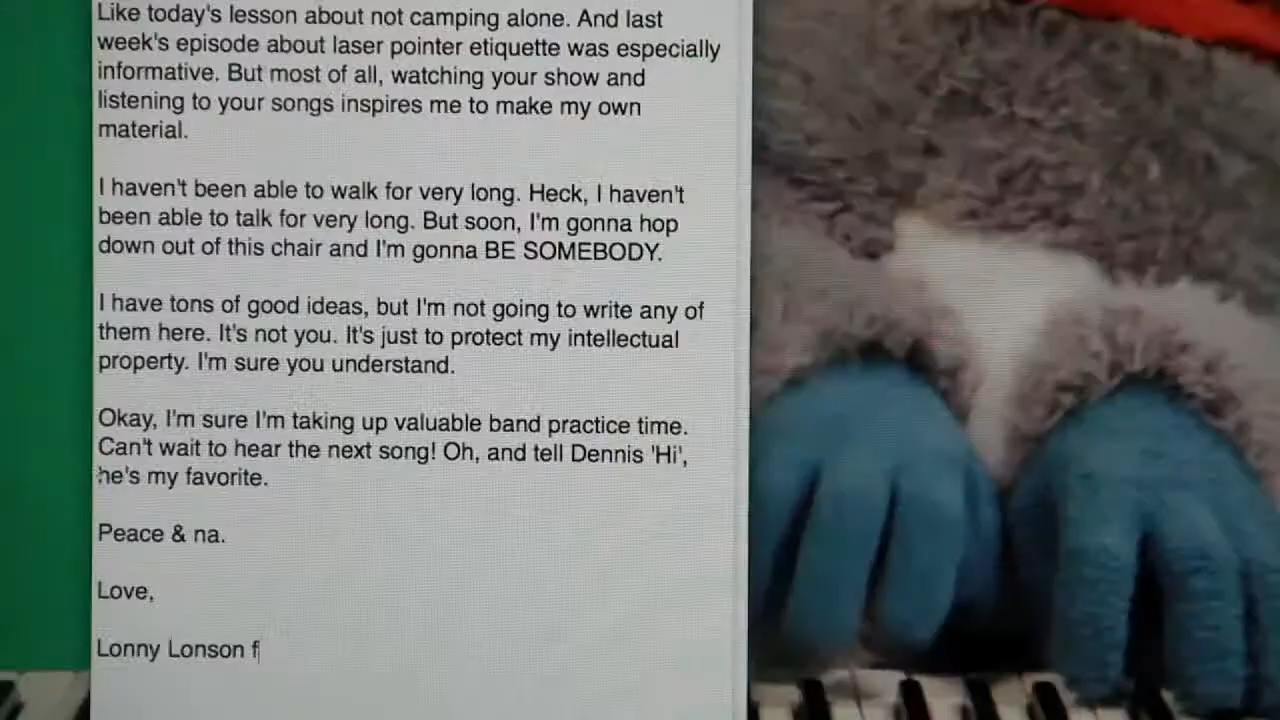 Like today's lesson about not camping alone. And last
week's episode about laser pointer etiquette was especially
informative. But most of all, watching your show and
listening to your songs inspires me to make my own
material.
I haven't been able to walk for very long. Heck, I haven't
been able to talk for very long. But soon, I'm gonna hop
down out of this chair and I'm gonna BE SOMEBODY.
I have tons of good ideas, but I'm not going to write any of
them here. It's not you. It's just to protect my intellectual
property. I'm sure you understand.
Okay, I'm sure I'm taking up valuable band practice time.
Can't wait to hear the next song! Oh, and tell Dennis 'Hi',
he's my favorite.
Peace & na.
Love,
Lonny Lonson f